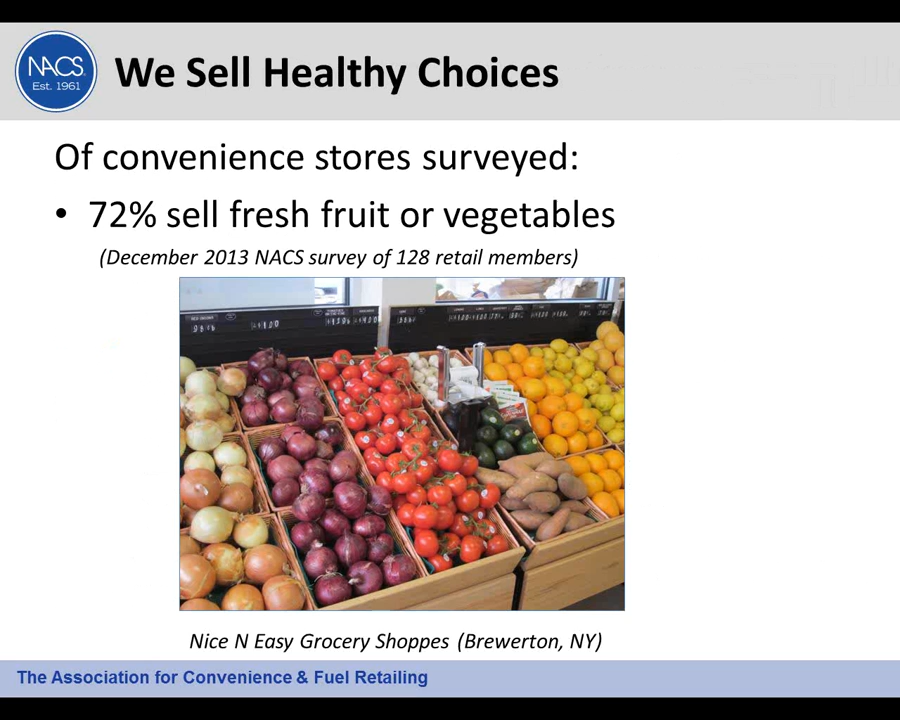 NACS
Est. 1961
We Sell Healthy Choices
Of convenience stores surveyed:
• 72% sell fresh fruit or vegetables
(December 2013 NACS survey of 128 retail members)
Nice N Easy Grocery Shoppes (Brewerton, NY)
The Association for Convenience & Fuel Retailing